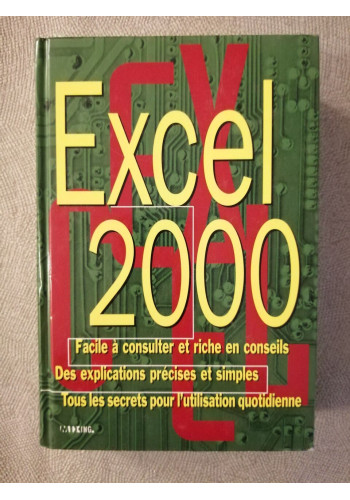 Excel
2000
Facile à consulter et riche en conseils
Des explications précises et simples
Tous les secrets pour l'utilisation quotidienne